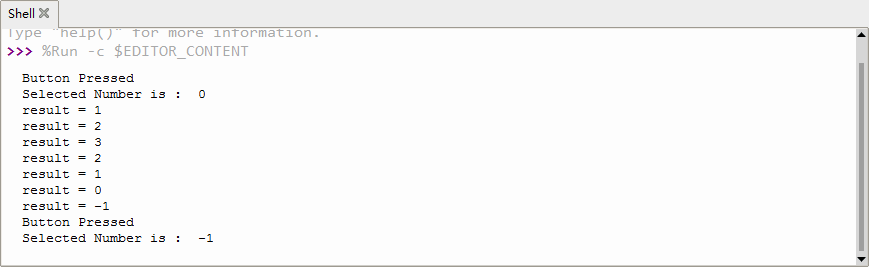 Shell
Type "help()" for more information.
>>> %Run -c $EDITOR_CONTENT
Button Pressed
Selected Number is :  0
result = 1
result = 2
result = 3
result = 2
result = 1
result = 0
result = -1
Button Pressed
Selected Number is :  -1